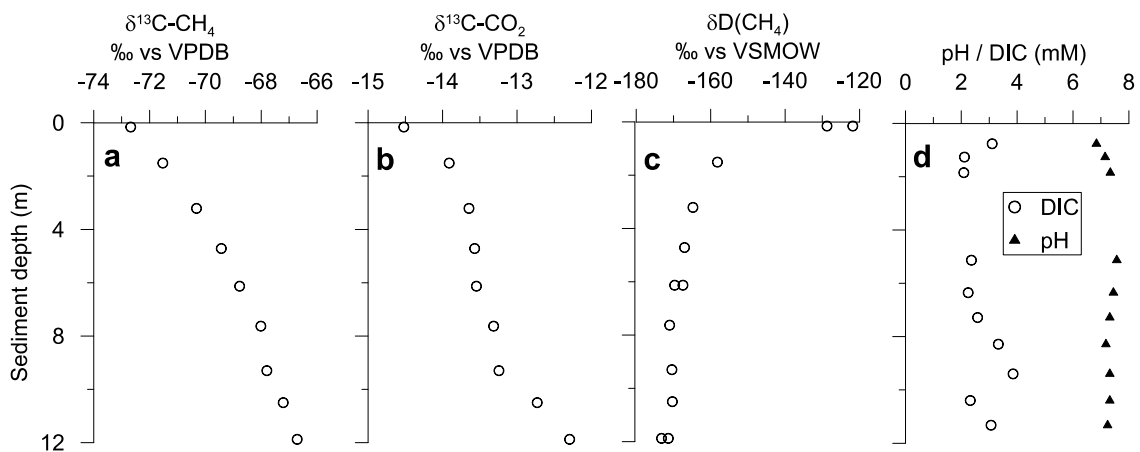 δ¹³C-CH₄
‰ vs VPDB
δ¹³C-CO₂
‰ vs VPDB
δD(CH₄)
‰ vs VSMOW
pH / DIC (mM)
-74 -72 -70 -68 -66
-15 -14 -13 -12
-180 -160 -140 -120
0 2 4 6 8
0
4
8
12
Sediment depth (m)
a
b
c
d
DIC
pH